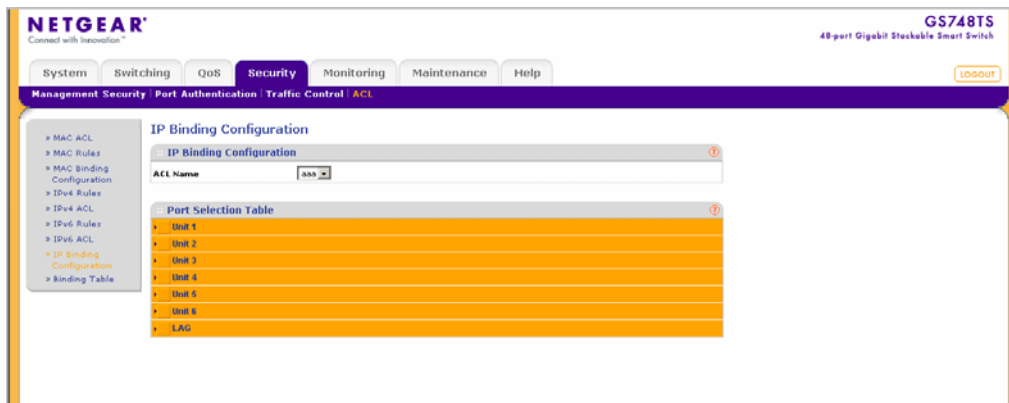 NETGEAR
Connect with Innovation™
GS748TS
48-port Gigabit Stackable Smart Switch
System Switching QoS Security Monitoring Maintenance Help
LOGOUT
Management Security Port Authentication Traffic Control ACL
» MAC ACL
» MAC Rules
» MAC Binding
Configuration
» IPv4 Rules
» IPv4 ACL
» IPv6 Rules
» IPv6 ACL
» IP Binding
Configuration
» Binding Table
IP Binding Configuration
IP Binding Configuration
ACL Name aaa
Port Selection Table
Unit 1
Unit 2
Unit 3
Unit 4
Unit 5
Unit 6
LAG